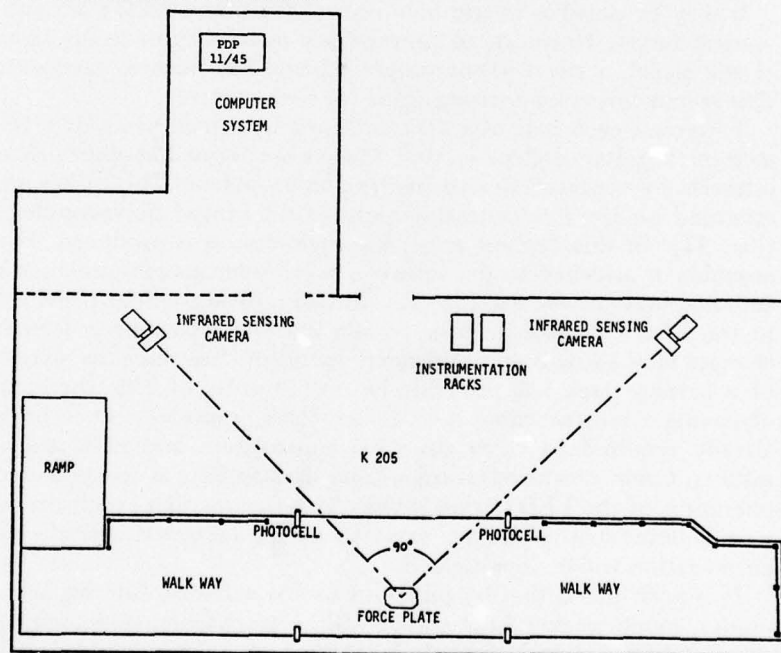 PDP
11/45
COMPUTER
SYSTEM
INFRARED SENSING
CAMERA
INFRARED SENSING
CAMERA
INSTRUMENTATION
RACKS
RAMP
K 205
PHOTOCELL
PHOTOCELL
90°
WALK WAY
WALK WAY
FORCE PLATE